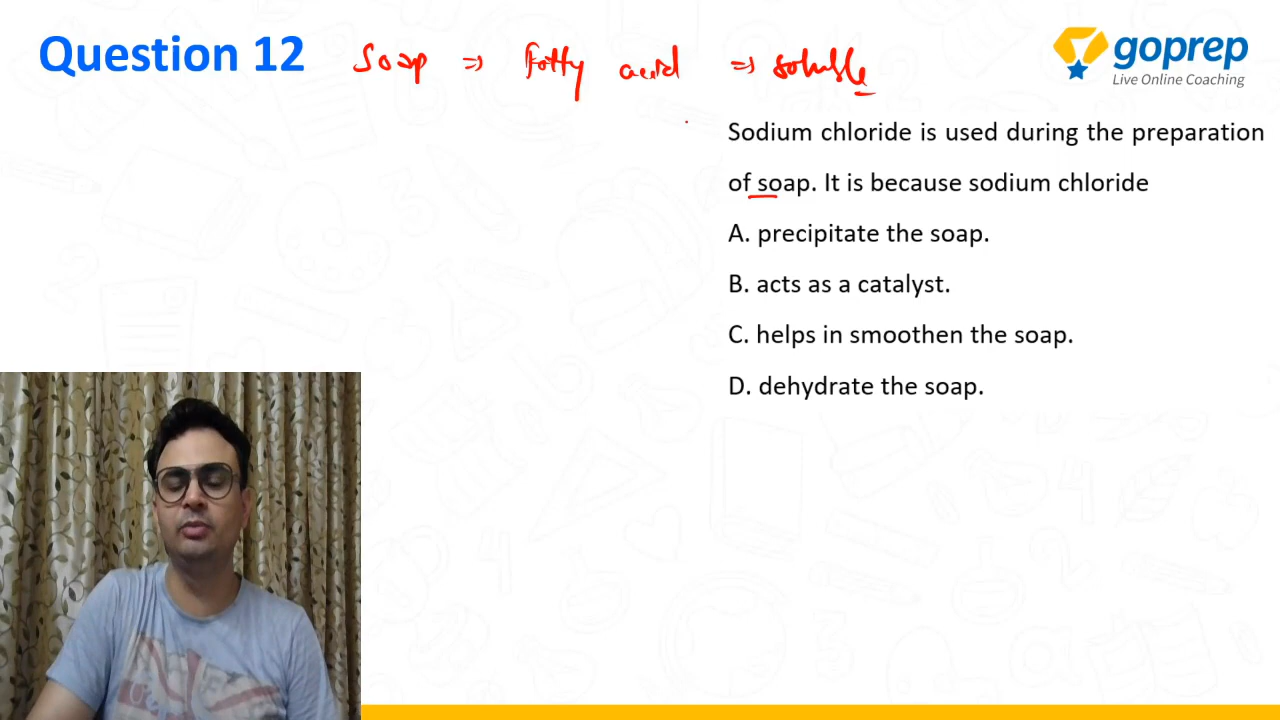 Question 12
Soap ⇒ Fatty acid ⇒ soluble
goprep
Live Online Coaching
Sodium chloride is used during the preparation
of soap. It is because sodium chloride
A. precipitate the soap.
B. acts as a catalyst.
C. helps in smoothen the soap.
D. dehydrate the soap.